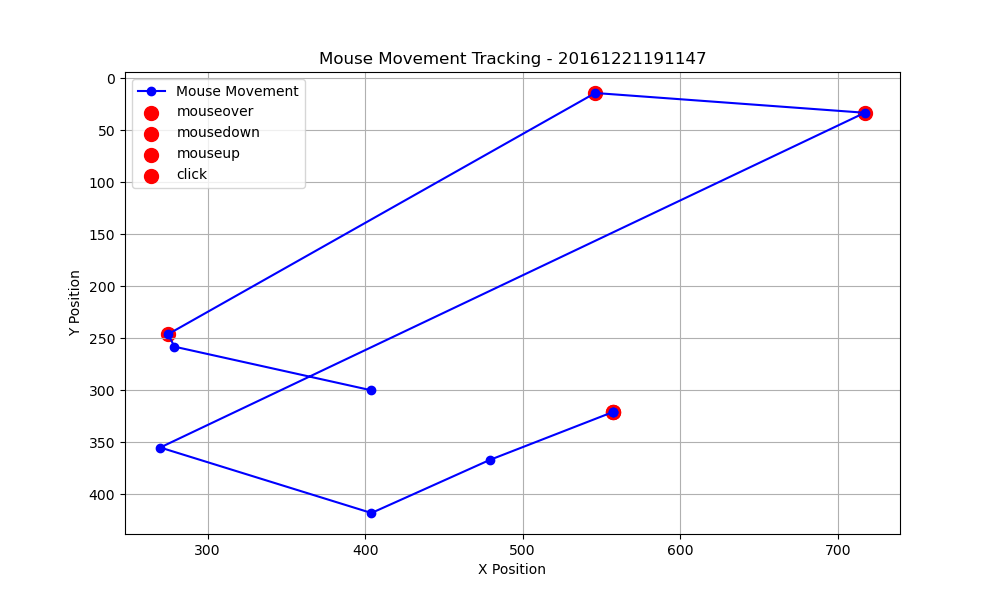 Mouse Movement Tracking - 20161221191147
Mouse Movement
mouseover
mousedown
mouseup
click
0
50
100
150
200
250
300
350
400
Y Position
300 400 500 600 700
X Position